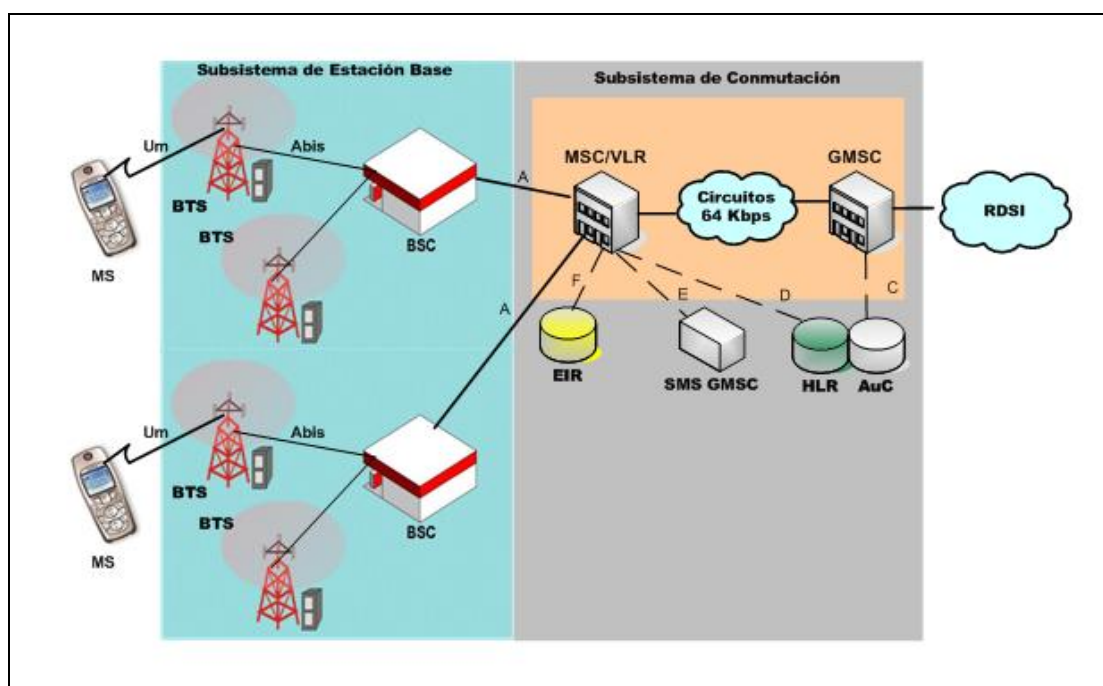 Subsistema de Estación Base
Subsistema de Conmutación
Um
Abis
BTS
BTS
BSC
MS
A
A
MSC/VLR
Circuitos
64 Kbps
GMSC
RDSI
F
E
D
C
EIR
SMS GMSC
HLR
AuC
Um
Abis
BTS
BTS
BSC
MS